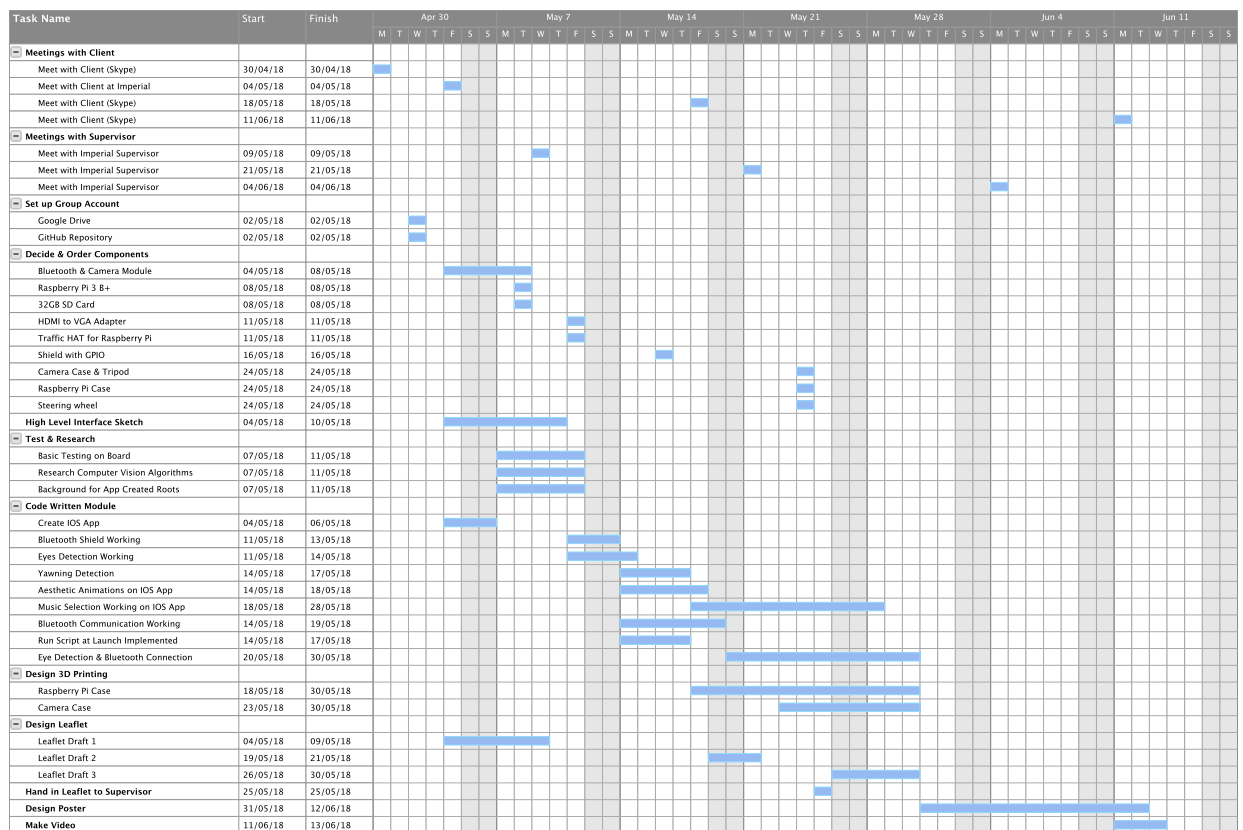 Task Name Start Finish Apr 30 May 7 May 14 May 21 May 28 Jun 4 Jun 11
M T W T F S S M T W T F S S M T W T F S S M T W T F S S M T W T F S S M T W T F S S M T W T F S S
Meetings with Client
Meet with Client (Skype) 30/04/18 30/04/18
Meet with Client at Imperial 04/05/18 04/05/18
Meet with Client (Skype) 18/05/18 18/05/18
Meet with Client (Skype) 11/06/18 11/06/18
Meetings with Supervisor
Meet with Imperial Supervisor 09/05/18 09/05/18
Meet with Imperial Supervisor 21/05/18 21/05/18
Meet with Imperial Supervisor 04/06/18 04/06/18
Set up Group Account
Google Drive 02/05/18 02/05/18
GitHub Repository 02/05/18 02/05/18
Decide & Order Components
Bluetooth & Camera Module 04/05/18 08/05/18
Raspberry Pi 3 B+ 08/05/18 08/05/18
32GB SD Card 08/05/18 08/05/18
HDMI to VGA Adapter 11/05/18 11/05/18
Traffic HAT for Raspberry Pi 11/05/18 11/05/18
Shield with GPIO 16/05/18 16/05/18
Camera Case & Tripod 24/05/18 24/05/18
Raspberry Pi Case 24/05/18 24/05/18
Steering wheel 24/05/18 24/05/18
High Level Interface Sketch 04/05/18 10/05/18
Test & Research
Basic Testing on Board 07/05/18 11/05/18
Research Computer Vision Algorithms 07/05/18 11/05/18
Background for App Created Roots 07/05/18 11/05/18
Code Written Module
Create IOS App 04/05/18 06/05/18
Bluetooth Shield Working 11/05/18 13/05/18
Eyes Detection Working 11/05/18 14/05/18
Yawning Detection 14/05/18 17/05/18
Aesthetic Animations on IOS App 14/05/18 18/05/18
Music Selection Working on IOS App 18/05/18 28/05/18
Bluetooth Communication Working 14/05/18 19/05/18
Run Script at Launch Implemented 14/05/18 17/05/18
Eye Detection & Bluetooth Connection 20/05/18 30/05/18
Design 3D Printing
Raspberry Pi Case 18/05/18 30/05/18
Camera Case 23/05/18 30/05/18
Design Leaflet
Leaflet Draft 1 04/05/18 09/05/18
Leaflet Draft 2 19/05/18 21/05/18
Leaflet Draft 3 26/05/18 30/05/18
Hand in Leaflet to Supervisor 25/05/18 25/05/18
Design Poster 31/05/18 12/06/18
Make Video 11/06/18 13/06/18